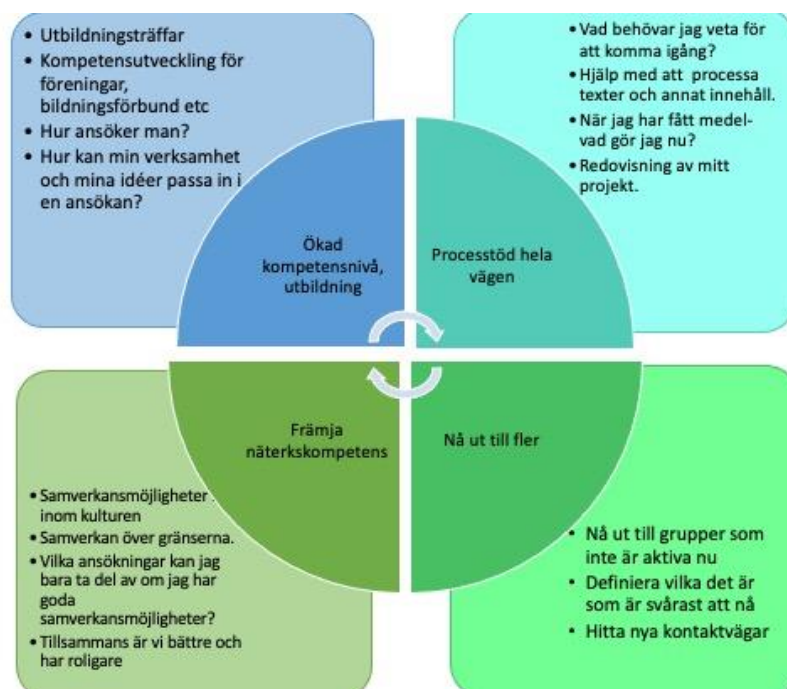 • Utbildningsträffar
• Kompetensutveckling för
föreningar,
bildningsförbund etc
• Hur ansöker man?
• Hur kan min verksamhet
och mina idéer passa in i
en ansökan?
• Vad behövar jag veta för
att komma igång?
• Hjälp med att processa
texter och annat innehåll.
• När jag har fått medel-
vad gör jag nu?
• Redovisning av mitt
projekt.
Ökad
kompetensnivå,
utbildning
Processtöd hela
vägen
Främja
näterkskompetens
Nå ut till fler
• Samverkansmöjligheter
inom kulturen
• Samverkan över gränserna.
• Vilka ansökningar kan jag
bara ta del av om jag har
goda
samverkansmöjligheter?
• Tillsammans är vi bättre och
har roligare
• Nå ut till grupper som
inte är aktiva nu
• Definiera vilka det är
som är svårast att nå
• Hitta nya kontaktvägar